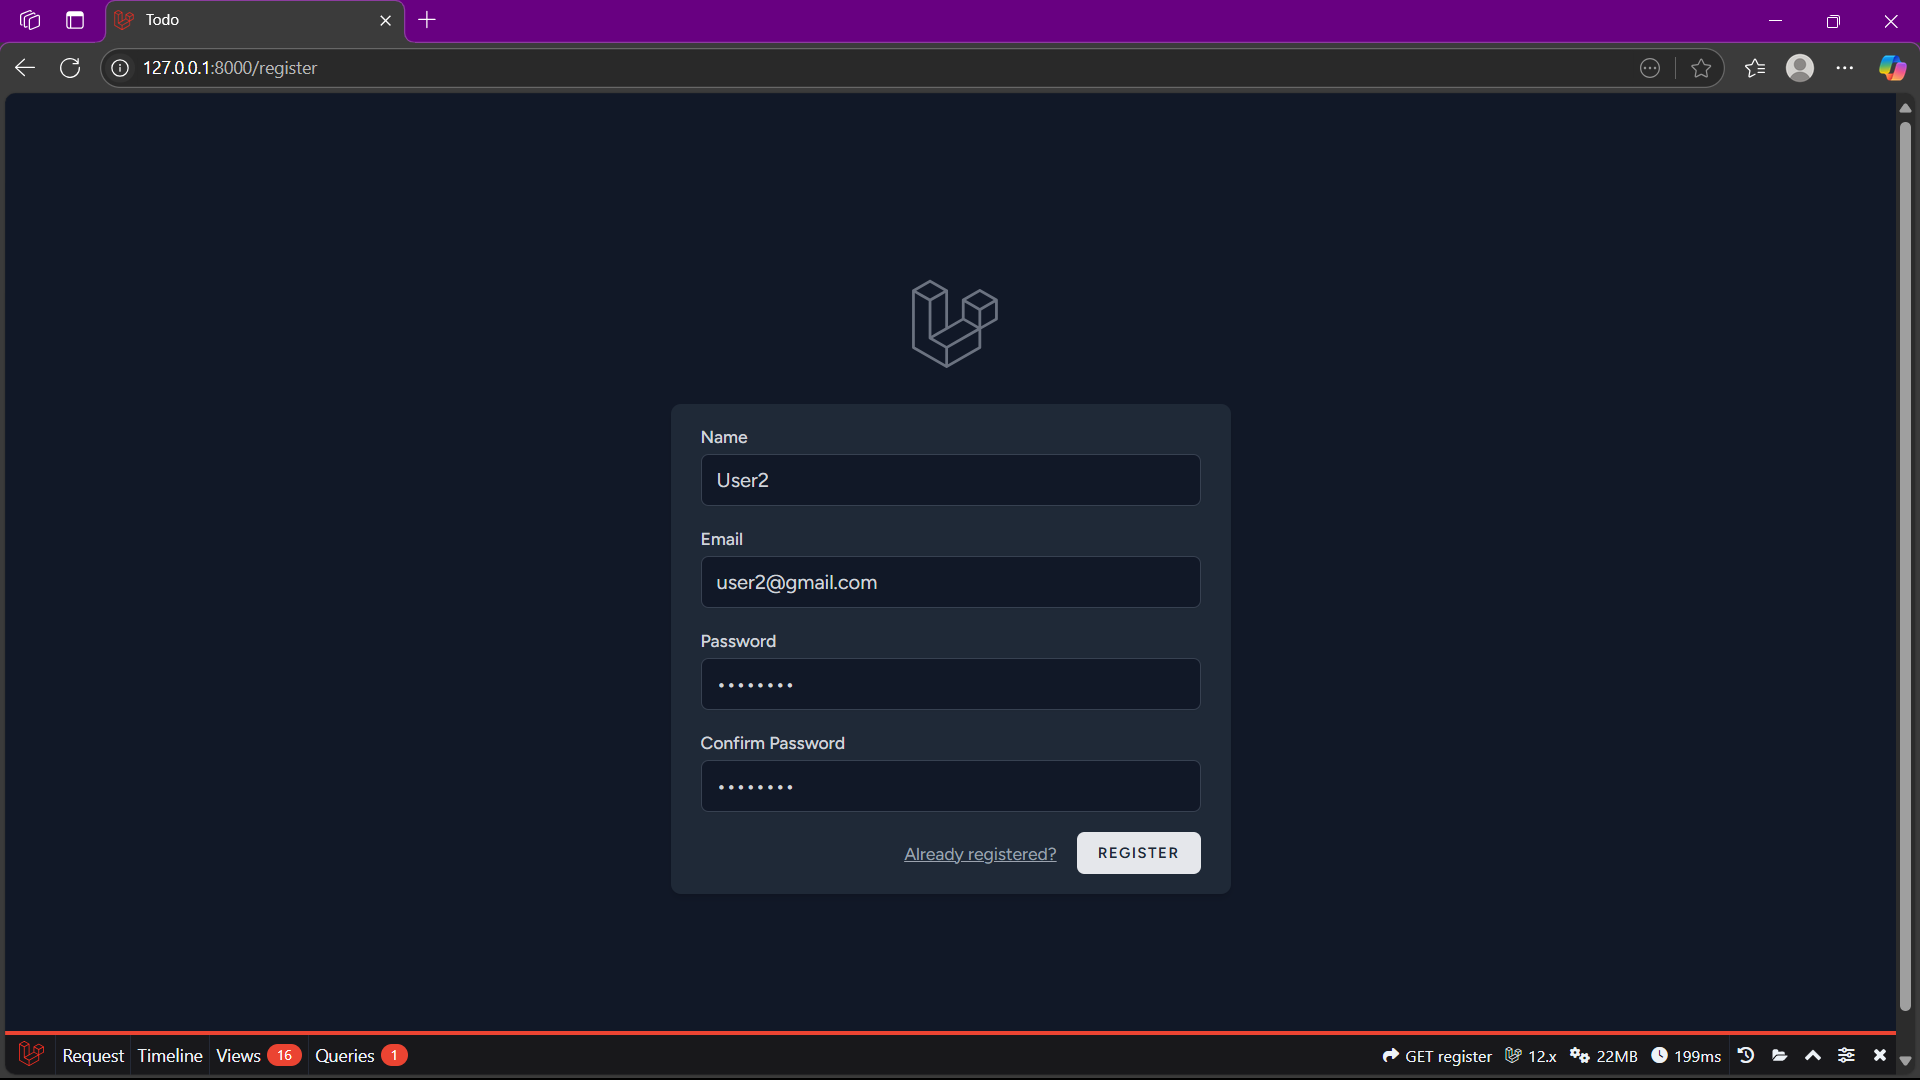 Todo
127.0.0.1:8000/register
Name
User2
Email
user2@gmail.com
Password
••••••••
Confirm Password
••••••••
Already registered? REGISTER
Request Timeline Views 16 Queries 1 GET register 12.x 22MB 199ms